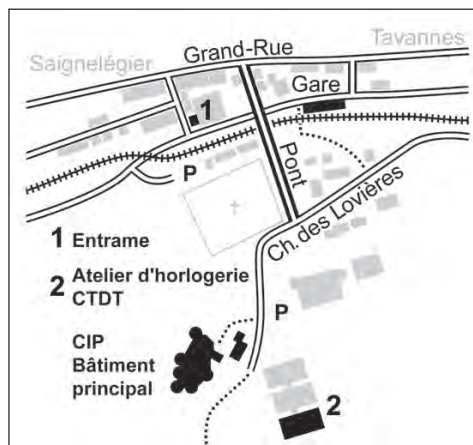 Tavannes
Grand-Rue
Saignelégier
Gare
1
P
Pont
Ch. des Lovières
1 Entrame
2 Atelier d'horlogerie
CTDT
P
CIP
Bâtiment
principal
2